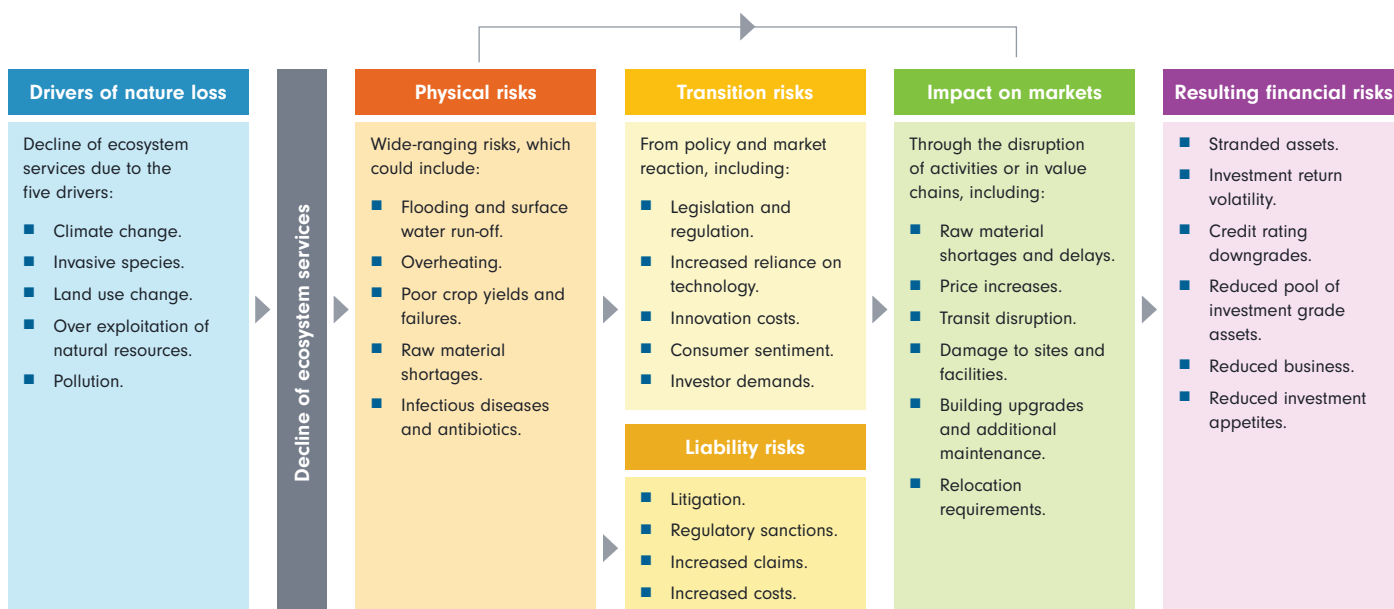 Drivers of nature loss
Decline of ecosystem
services due to the
five drivers:
Climate change.
Invasive species.
Land use change.
Over exploitation of
natural resources.
Pollution.
Decline of ecosystem services
Physical risks
Wide-ranging risks, which
could include:
Flooding and surface
water run-off.
Overheating.
Poor crop yields and
failures.
Raw material
shortages.
Infectious diseases
and antibiotics.
Transition risks
From policy and market
reaction, including:
Legislation and
regulation.
Increased reliance on
technology.
Innovation costs.
Consumer sentiment.
Investor demands.
Liability risks
Litigation.
Regulatory sanctions.
Increased claims.
Increased costs.
Impact on markets
Through the disruption
of activities or in value
chains, including:
Raw material
shortages and delays.
Price increases.
Transit disruption.
Damage to sites and
facilities.
Building upgrades
and additional
maintenance.
Relocation
requirements.
Resulting financial risks
Stranded assets.
Investment return
volatility.
Credit rating
downgrades.
Reduced pool of
investment grade
assets.
Reduced business.
Reduced investment
appetites.